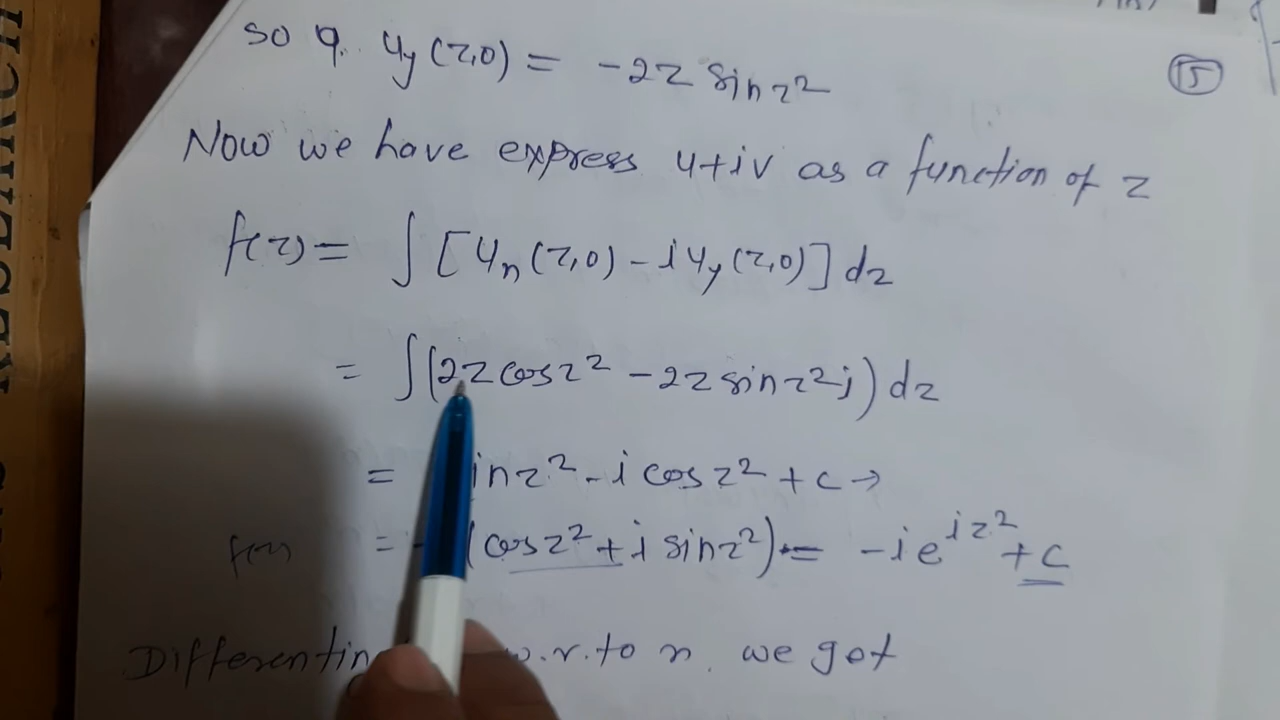 so q. uy (z,0) = -2z sin z²
15
Now we have express u+iv as a function of z
f(z) = ∫ [ux (z,0) - i uy (z,0)] dz
= ∫(2z cos z² - 2z sin z² i) dz
= inz² - i cos z² + c →
f(z) = - (cos z² + i sin z²) = -i e^{iz²} + c
w.r. to x. we got